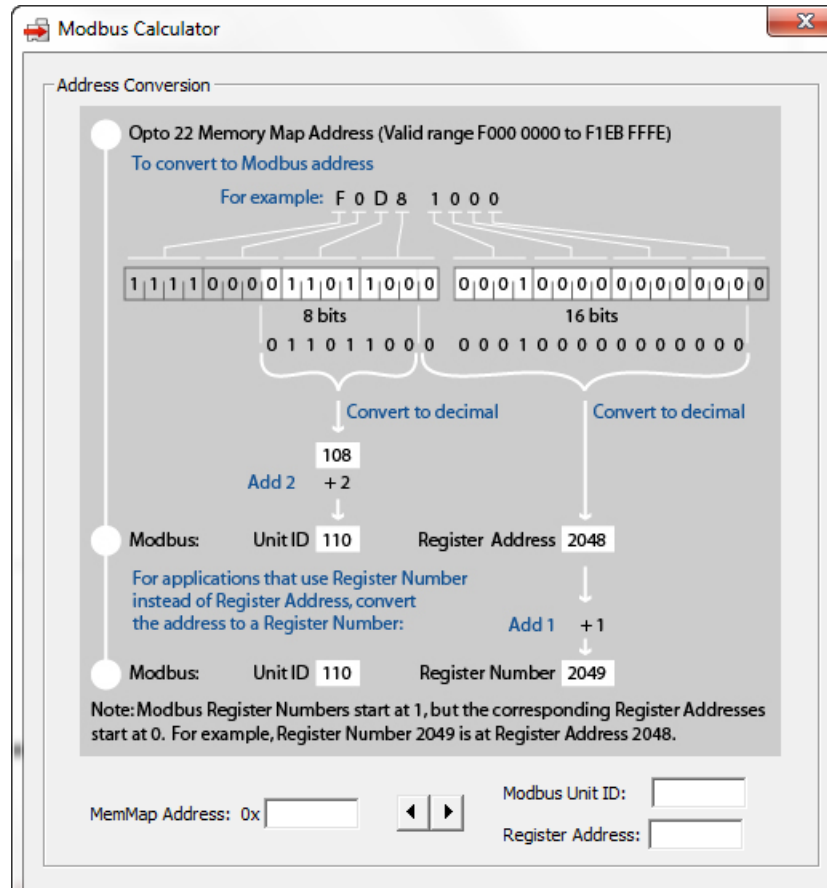 Modbus Calculator
Address Conversion
Opto 22 Memory Map Address (Valid range F000 0000 to F1EB FFFE)
To convert to Modbus address
For example: F 0 D 8 1 0 0 0
1 1 1 1 0 0 0 0 1 1 0 1 1 0 0 0 0 0 0 1 0 0 0 0 0 0 0 0 0 0 0 0
8 bits 16 bits
0 1 1 0 1 1 0 0 0 0 0 0 1 0 0 0 0 0 0 0 0 0 0 0
Convert to decimal Convert to decimal
108
Add 2 + 2
Modbus: Unit ID 110 Register Address 2048
For applications that use Register Number
instead of Register Address, convert
the address to a Register Number: Add 1 + 1
Modbus: Unit ID 110 Register Number 2049
Note: Modbus Register Numbers start at 1, but the corresponding Register Addresses
start at 0. For example, Register Number 2049 is at Register Address 2048.
MemMap Address: 0x
Modbus Unit ID:
Register Address: